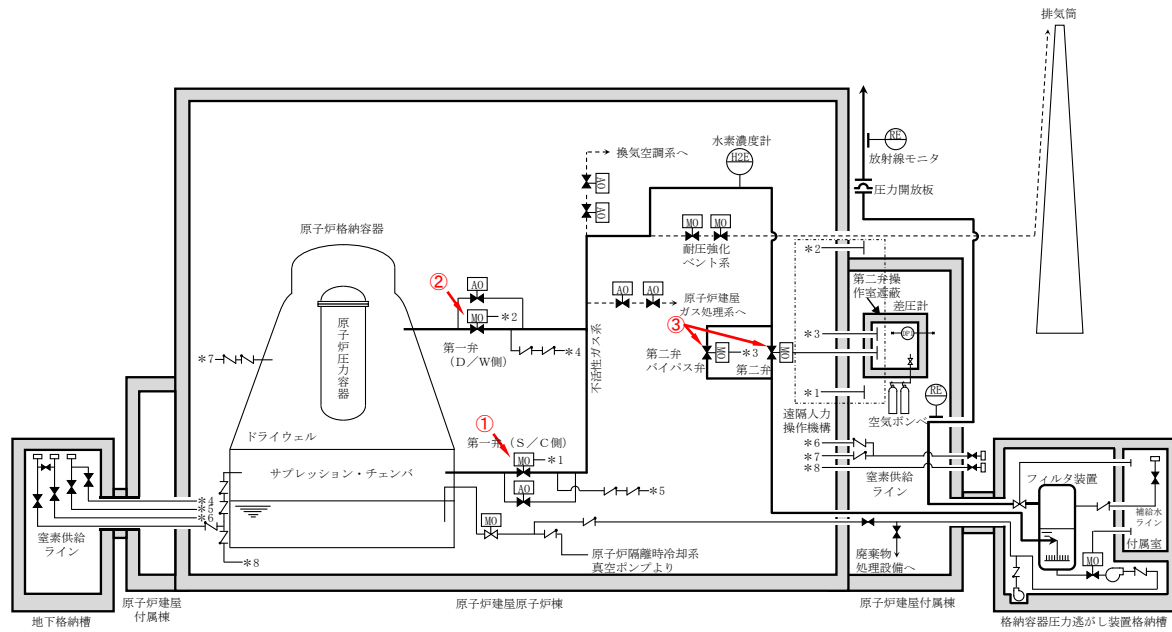 排気筒
水素濃度計
H2E
RE
放射線モニタ
換気空調系へ
AO
AO
圧力開放板
原子炉格納容器
MO
MO
耐圧強化
ベント系
*2
②
AO
MO
*2
第一弁
(D/W側)
*4
AO
AO
原子炉建屋
ガス処理系へ
不活性ガス系
③
第二弁
バイパス弁
MO
*3
第二弁
MO
第二弁操
作室遮蔽
差圧計
DPI
*3
*1
遠隔人力
操作機構
空気ボンベ
RE
*7
原子炉圧力容器
ドライウェル
サプレッション・チェンバ
①
第一弁(S/C側)
MO
*1
AO
*5
*6
*7
*8
窒素供給
ライン
フィルタ装置
補給水
ライン
付属室
MO
*4
*5
*6
窒素供給
ライン
*8
MO
原子炉隔離時冷却系
真空ポンプより
廃棄物
処理設備へ
地下格納槽
原子炉建屋
付属棟
原子炉建屋原子炉棟
原子炉建屋付属棟
格納容器圧力逃がし装置格納槽